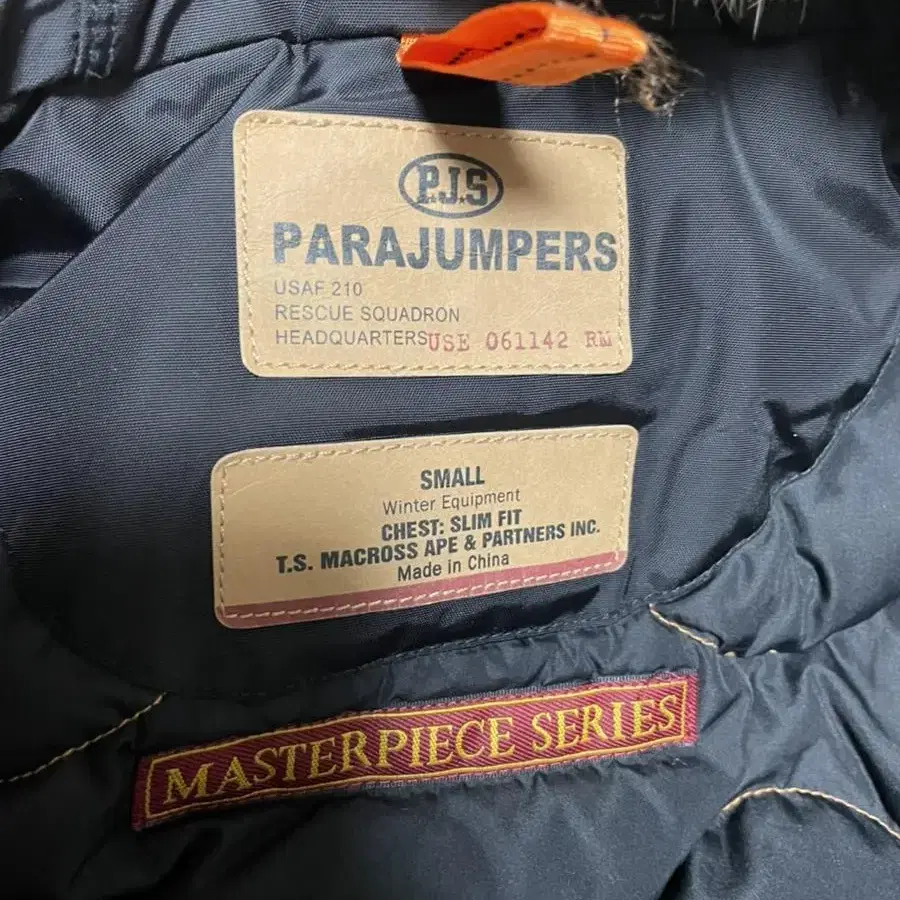 P.J.S
PARAJUMPERS
USAF 210
RESCUE SQUADRON
HEADQUARTERS USE 061142 RM
SMALL
Winter Equipment
CHEST: SLIM FIT
T.S. MACROSS APE & PARTNERS INC.
Made in China
MASTERPIECE SERIES